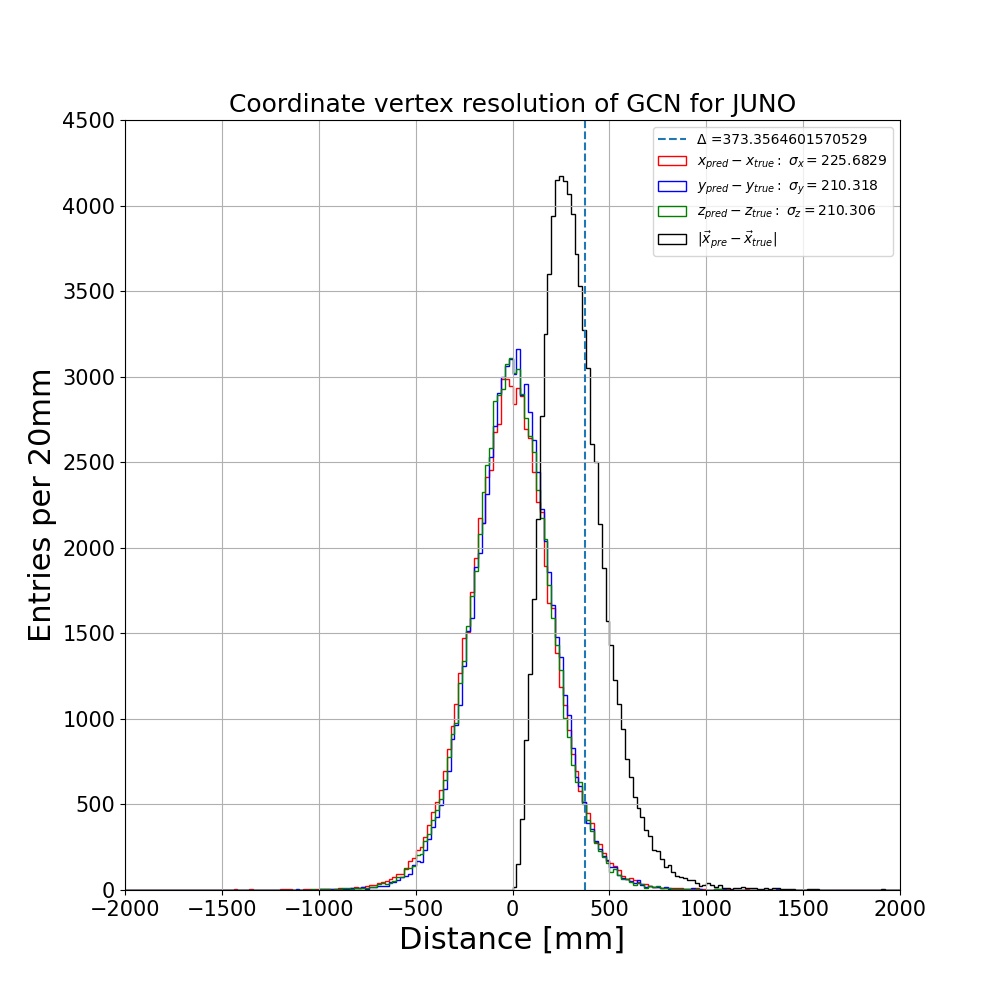 Coordinate vertex resolution of GCN for JUNO
4500
4000
3500
3000
2500
2000
1500
1000
500
0
Entries per 20mm
Δ =373.3564601570529
x_pred − x_true : σ_x = 225.6829
y_pred − y_true : σ_y = 210.318
z_pred − z_true : σ_z = 210.306
|x⃗_pre − x⃗_true|
−2000 −1500 −1000 −500 0 500 1000 1500 2000
Distance [mm]